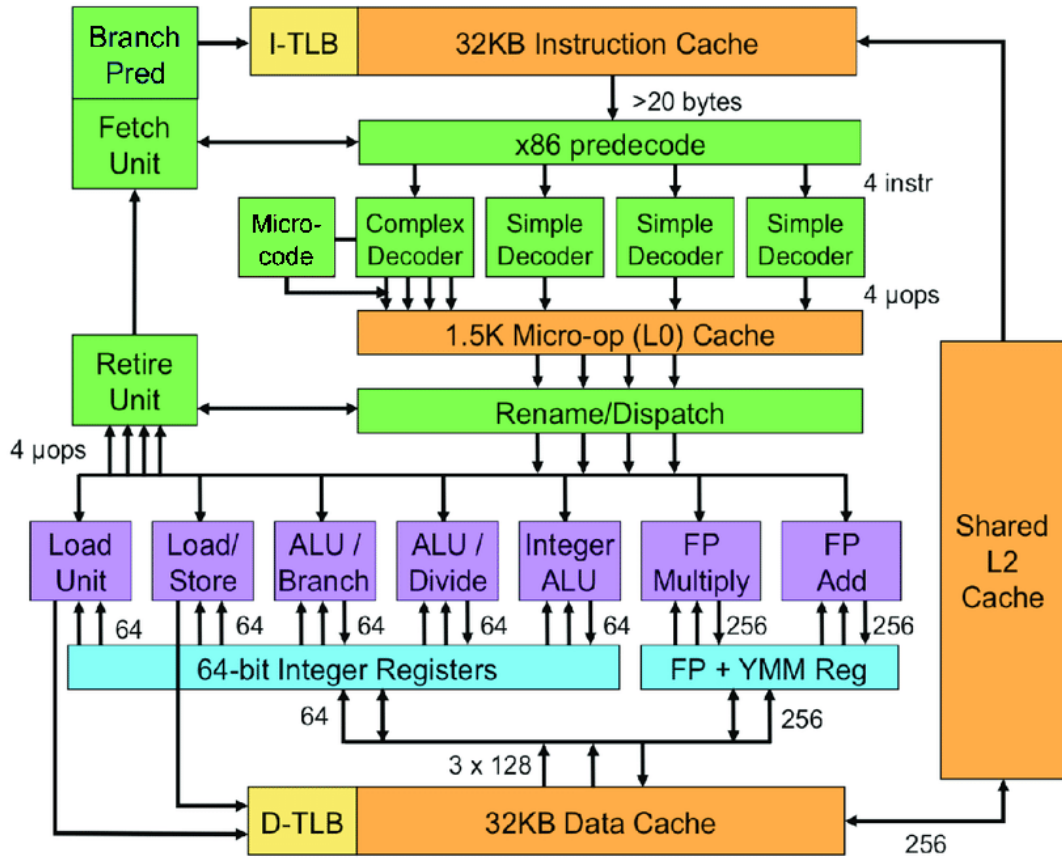 Branch
Pred
I-TLB
32KB Instruction Cache
>20 bytes
Fetch
Unit
x86 predecode
4 instr
Micro-
code
Complex
Decoder
Simple
Decoder
Simple
Decoder
Simple
Decoder
4 µops
1.5K Micro-op (L0) Cache
Retire
Unit
Rename/Dispatch
4 µops
Load
Unit
Load/
Store
ALU /
Branch
ALU /
Divide
Integer
ALU
FP
Multiply
FP
Add
Shared
L2
Cache
64
64
64
64
64
256
256
64-bit Integer Registers
FP + YMM Reg
64
256
3 x 128
D-TLB
32KB Data Cache
256